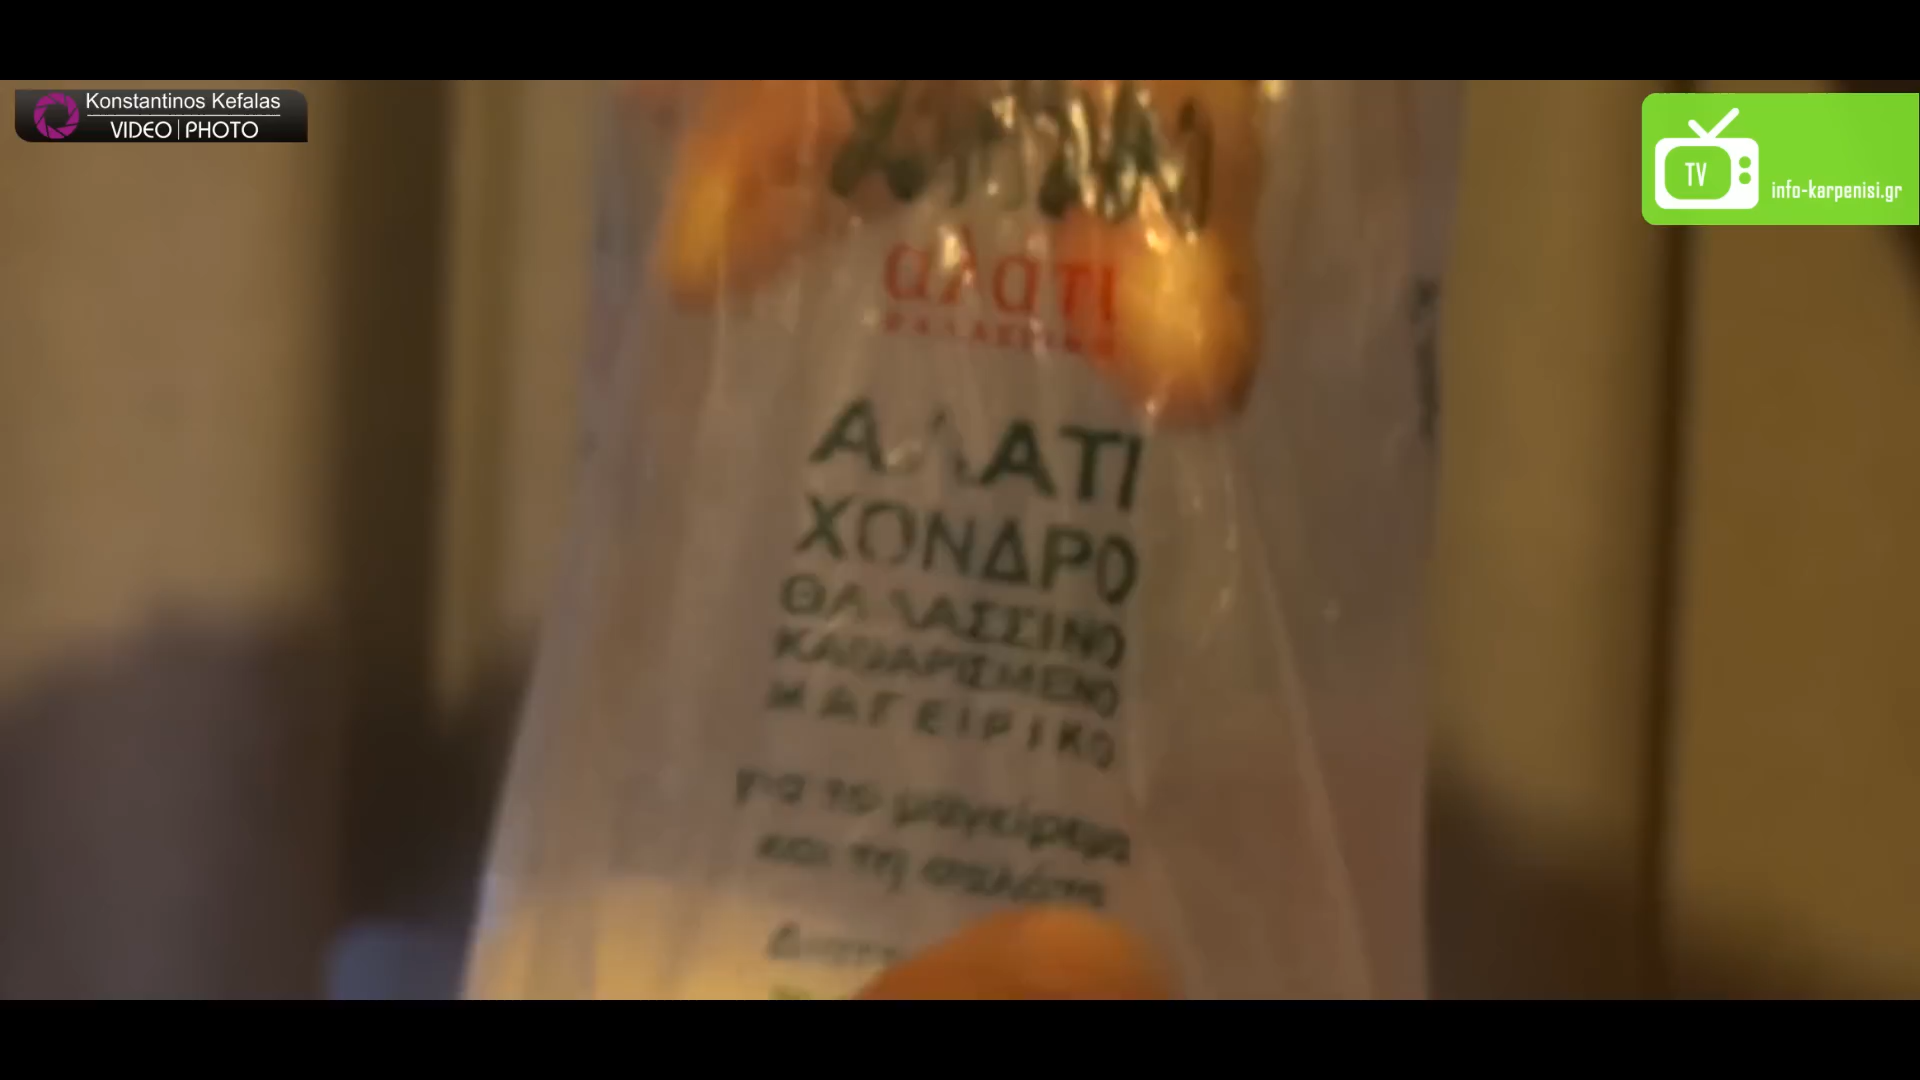 Konstantinos Kefalas
VIDEO | PHOTO
TV
info-karpenisi.gr
αλάτι
ΑΛΑΤΙ
ΧΟΝΔΡΟ
ΘΑΛΑΣΣΙΝΟ
ΚΑΘΑΡΙΣΜΕΝΟ
ΜΑΓΕΙΡΙΚΟ
για το μαγείρεμα
και τη